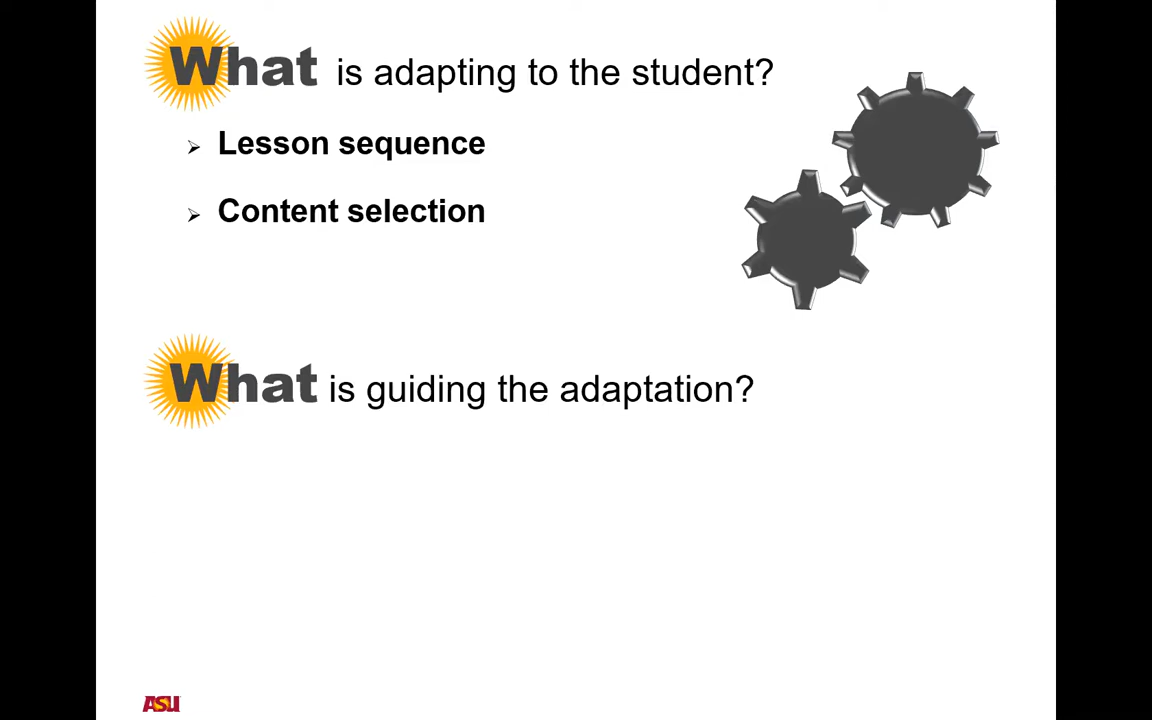 What is adapting to the student?
Lesson sequence
Content selection
What is guiding the adaptation?
ASU